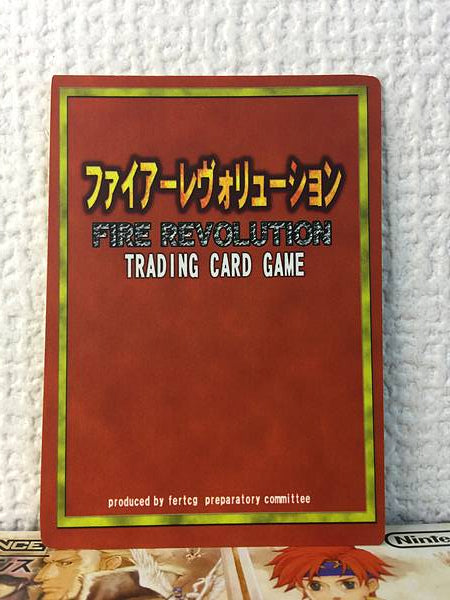 ファイアーレヴォリューション
FIRE REVOLUTION
TRADING CARD GAME
produced by fertcg preparatory committee